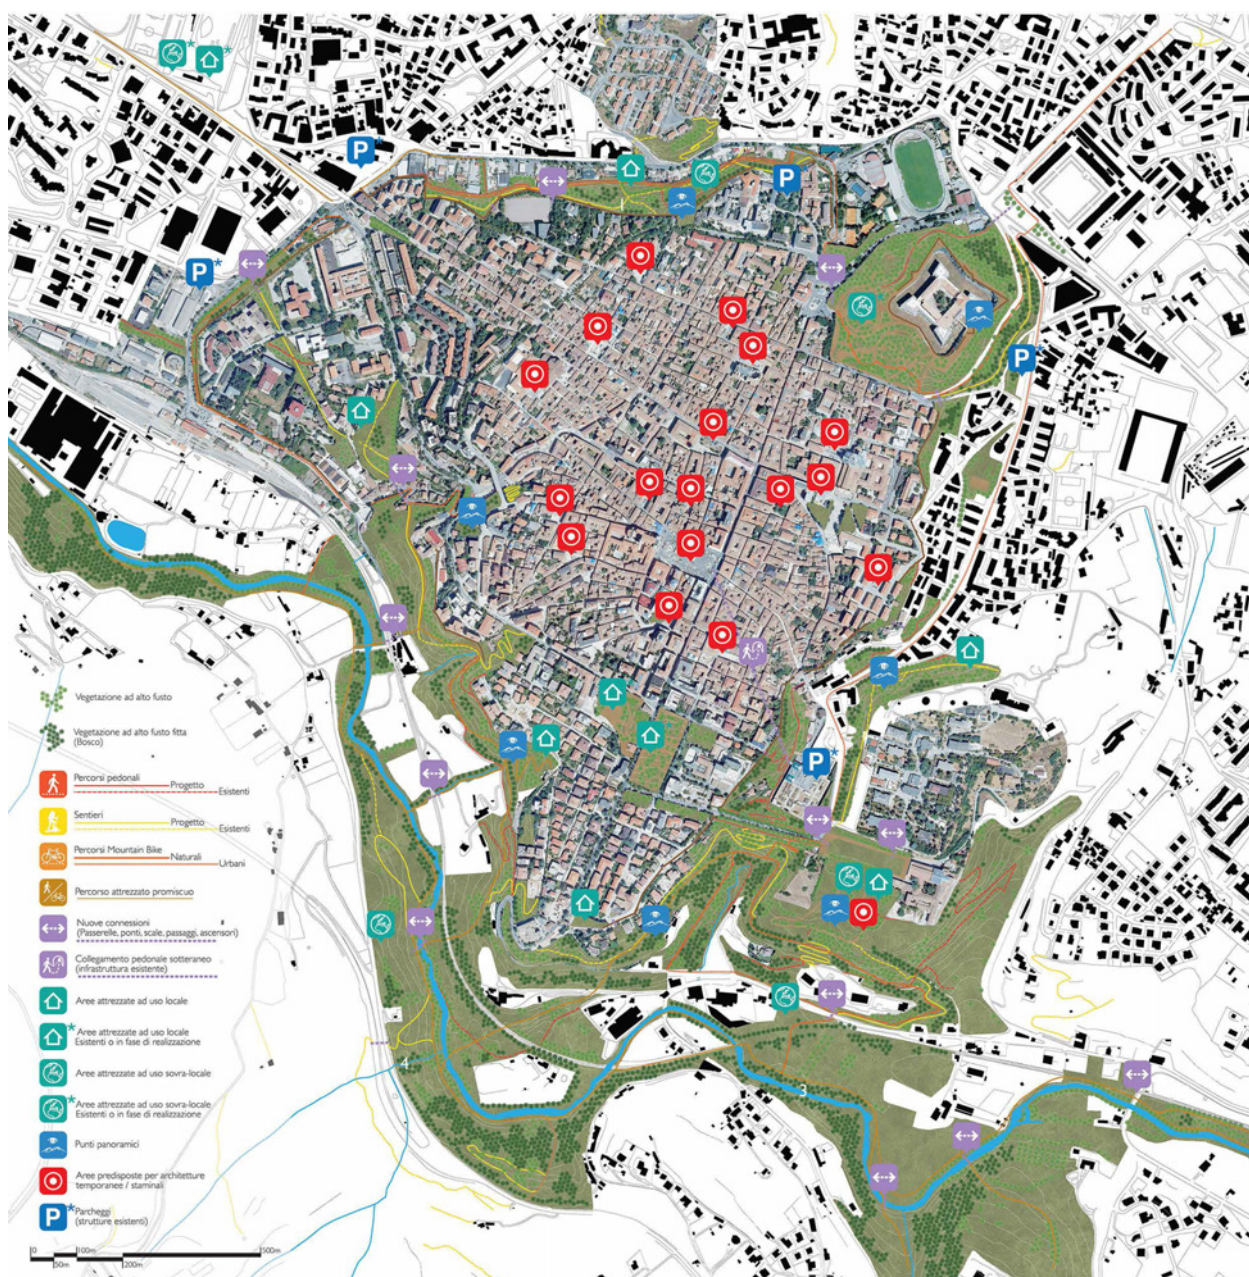 P*
P
P*
P*
P*
Vegetazione ad alto fusto
Vegetazione ad alto fusto fitta
(Bosco)
Percorsi pedonali
Progetto
Esistenti
Sentieri
Progetto
Esistenti
Percorsi Mountain Bike
Naturali
Urbani
Percorso attrezzato promiscuo
Nuove connessioni
(Passerelle, ponti, scale, passaggi, ascensori)
Collegamento pedonale sotteraneo
(infrastruttura esistente)
Aree attrezzate ad uso locale
* Aree attrezzate ad uso locale
Esistenti o in fase di realizzazione
Aree attrezzate ad uso sovra-locale
* Aree attrezzate ad uso sovra-locale
Esistenti o in fase di realizzazione
Punti panoramici
Aree predisposte per architetture
temporanee / staminali
P* Parcheggi
(strutture esistenti)
0 100m 500m
50m 200m
3